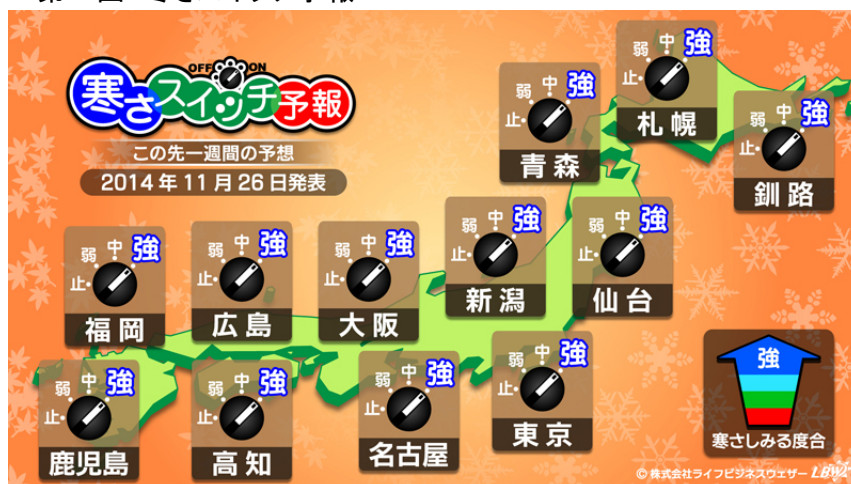 OFF ON
寒さスイッチ予報
この先一週間の予想
2014年11月26日発表
止 弱 中 強
札幌
止 弱 中 強
青森
止 弱 中 強
釧路
止 弱 中 強
新潟
止 弱 中 強
仙台
止 弱 中 強
福岡
止 弱 中 強
広島
止 弱 中 強
大阪
止 弱 中 強
鹿児島
止 弱 中 強
高知
止 弱 中 強
名古屋
止 弱 中 強
東京
強
寒さしみる度合
© 株式会社ライフビジネスウェザー LBW